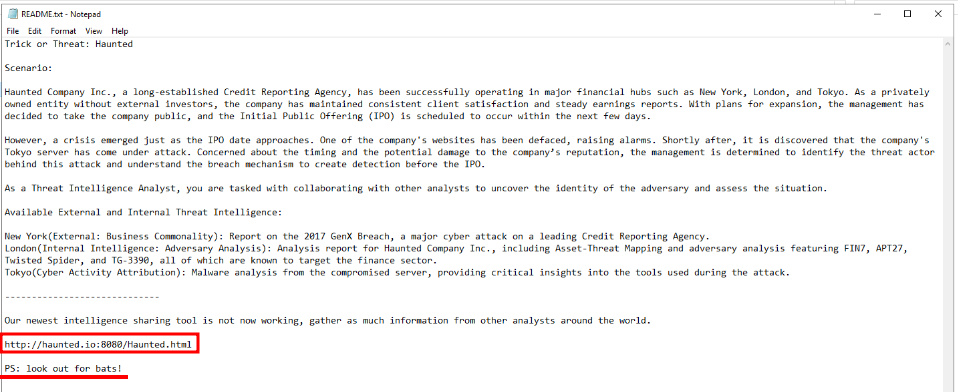 README.txt - Notepad
File Edit Format View Help
Trick or Threat: Haunted
Scenario:
Haunted Company Inc., a long-established Credit Reporting Agency, has been successfully operating in major financial hubs such as New York, London, and Tokyo. As a privately
owned entity without external investors, the company has maintained consistent client satisfaction and steady earnings reports. With plans for expansion, the management has
decided to take the company public, and the Initial Public Offering (IPO) is scheduled to occur within the next few days.
However, a crisis emerged just as the IPO date approaches. One of the company's websites has been defaced, raising alarms. Shortly after, it is discovered that the company's
Tokyo server has come under attack. Concerned about the timing and the potential damage to the company’s reputation, the management is determined to identify the threat actor
behind this attack and understand the breach mechanism to create detection before the IPO.
As a Threat Intelligence Analyst, you are tasked with collaborating with other analysts to uncover the identity of the adversary and assess the situation.
Available External and Internal Threat Intelligence:
New York(External: Business Commonality): Report on the 2017 GenX Breach, a major cyber attack on a leading Credit Reporting Agency.
London(Internal Intelligence: Adversary Analysis): Analysis report for Haunted Company Inc., including Asset-Threat Mapping and adversary analysis featuring FIN7, APT27,
Twisted Spider, and TG-3390, all of which are known to target the finance sector.
Tokyo(Cyber Activity Attribution): Malware analysis from the compromised server, providing critical insights into the tools used during the attack.
----------------------------
Our newest intelligence sharing tool is not now working, gather as much information from other analysts around the world.
http://haunted.io:8080/Haunted.html
PS: look out for bats!